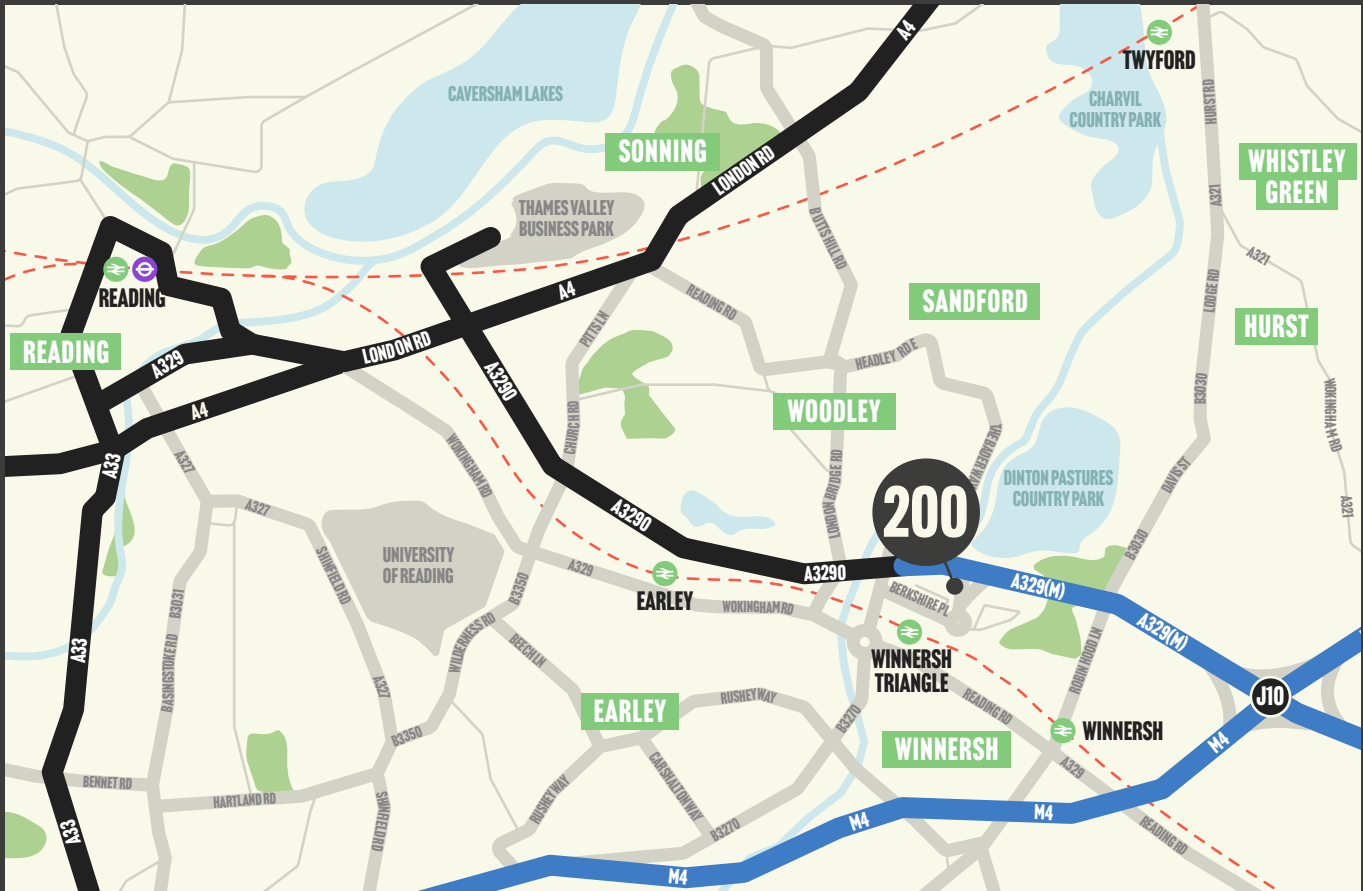 A4
TWYFORD
CAVERSHAM LAKES
CHARVIL
COUNTRY PARK
HURST RD
SONNING
LONDON RD
WHISTLEY
GREEN
A321
THAMES VALLEY
BUSINESS PARK
BUTTS HILL RD
A321
READING
A4
READING RD
LODGE RD
SANDFORD
HURST
PITTS LN
READING
A329
LONDON RD
HEADLEY RD E
A3290
B3030
WOKINGHAM RD
A4
WOODLEY
CHURCH RD
A33
A327
WOKINGHAM RD
LONDON BRIDGE RD
THE BADER WAY
DINTON PASTURES
COUNTRY PARK
DAVIS ST
200
A327
A3290
A321
UNIVERSITY
OF READING
SHINFIELD RD
A329
B3030
A3290
A329(M)
B3350
EARLEY
WOKINGHAM RD
BERKSHIRE PL
B3031
A329(M)
A33
BASINGSTOKE RD
WILDERNESS RD
BEECH LN
WINNERSH
TRIANGLE
ROBIN HOOD LN
A327
RUSHEY WAY
READING RD
J10
EARLEY
B3270
WINNERSH
B3350
WINNERSH
M4
BENNET RD
HARTLAND RD
RUSHEY WAY
CARSHALTON WAY
A329
SHINFIELD RD
B3270
M4
M4
READING RD
A33
M4